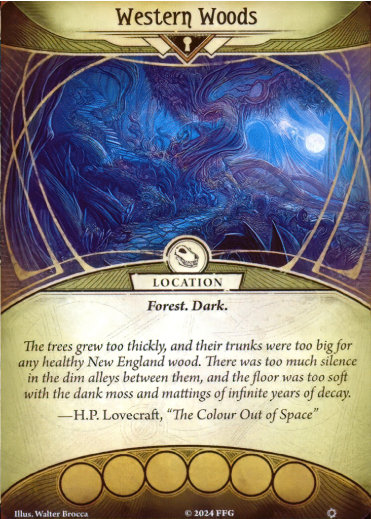 Western Woods
LOCATION
Forest. Dark.
The trees grew too thickly, and their trunks were too big for
any healthy New England wood. There was too much silence
in the dim alleys between them, and the floor was too soft
with the dank moss and mattings of infinite years of decay.
—H.P. Lovecraft, “The Colour Out of Space”
Illus. Walter Brocca
© 2024 FFG